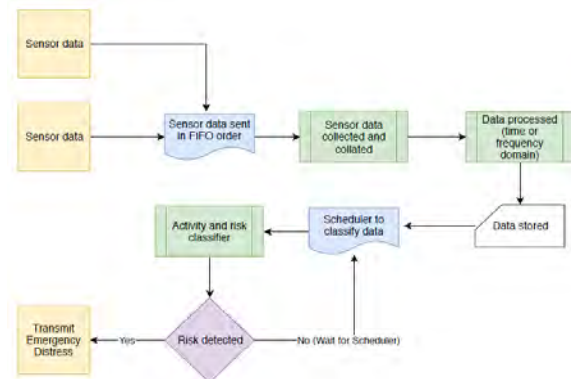 Sensor data
Sensor data
Sensor data sent
in FIFO order
Sensor data
collected and
collated
Data processed
(time or
frequency
domain)
Activity and risk
classifier
Scheduler to
classify data
Data stored
Transmit
Emergency
Distress
Yes
Risk detected
No (Wait for Scheduler)